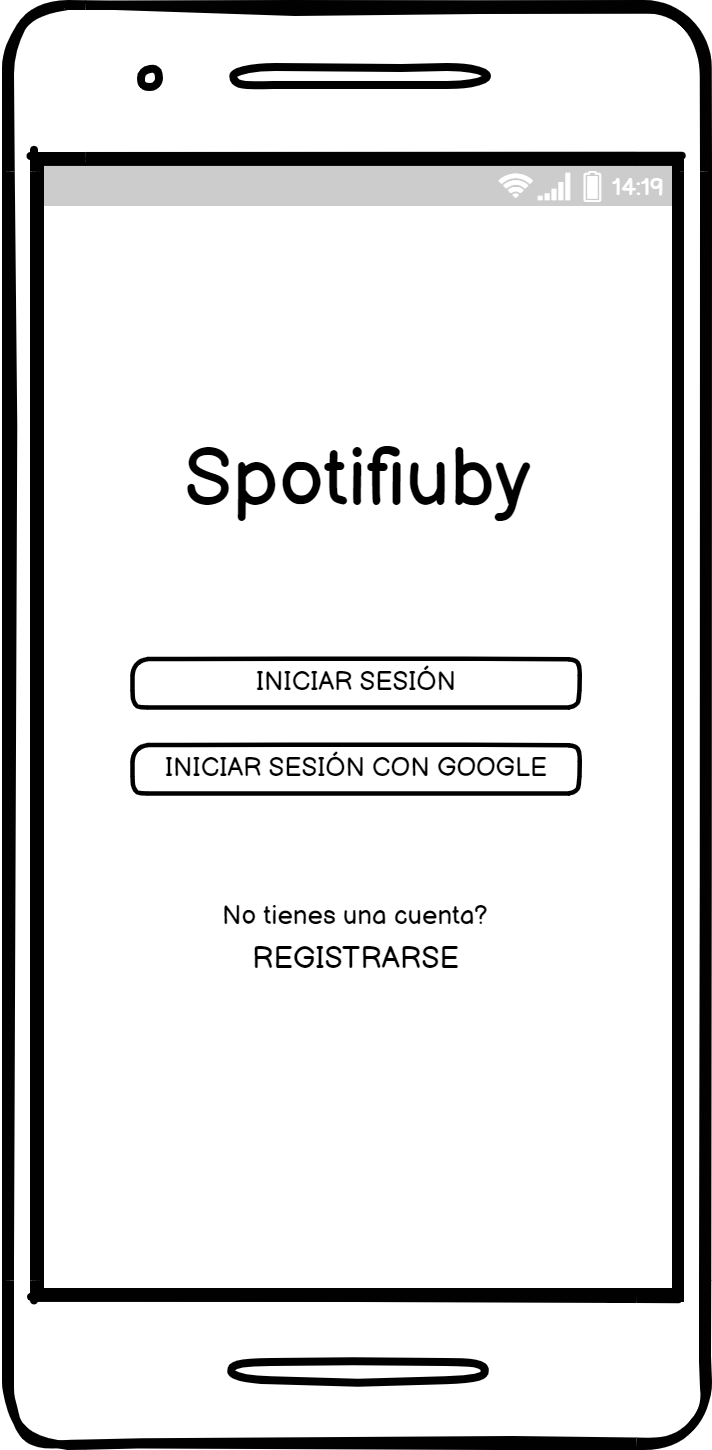 14:19
Spotifiuby
INICIAR SESIÓN
INICIAR SESIÓN CON GOOGLE
No tienes una cuenta?
REGISTRARSE